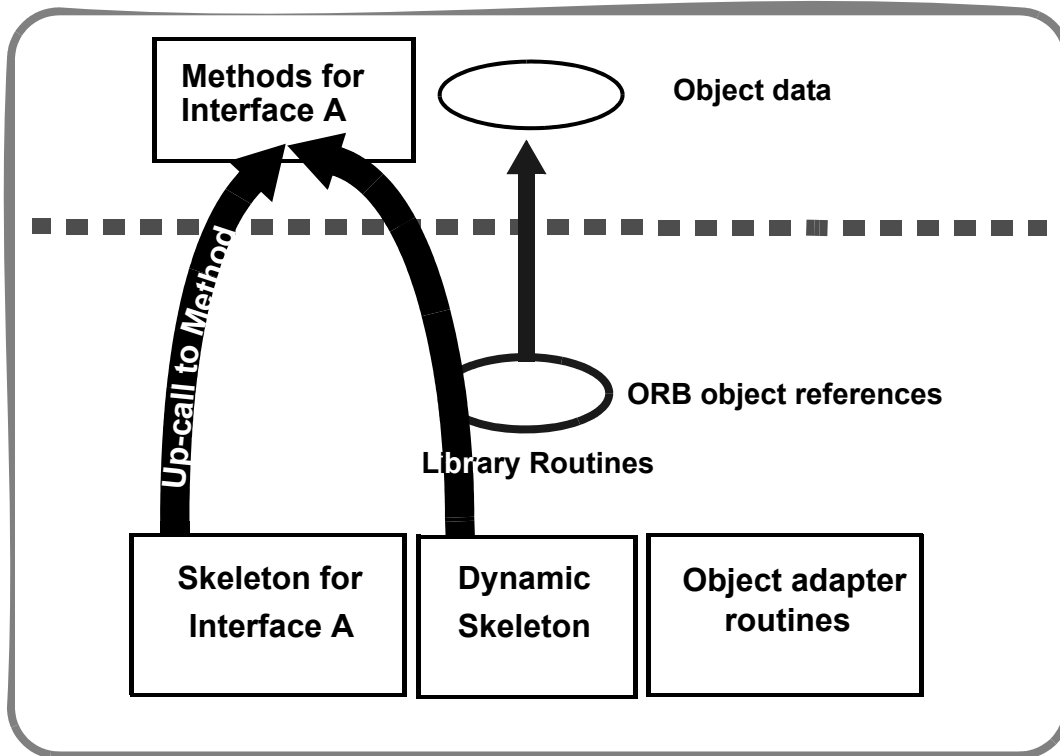 Methods for
Interface A
Object data
Up-call to Method
ORB object references
Library Routines
Skeleton for
Interface A
Dynamic
Skeleton
Object adapter
routines